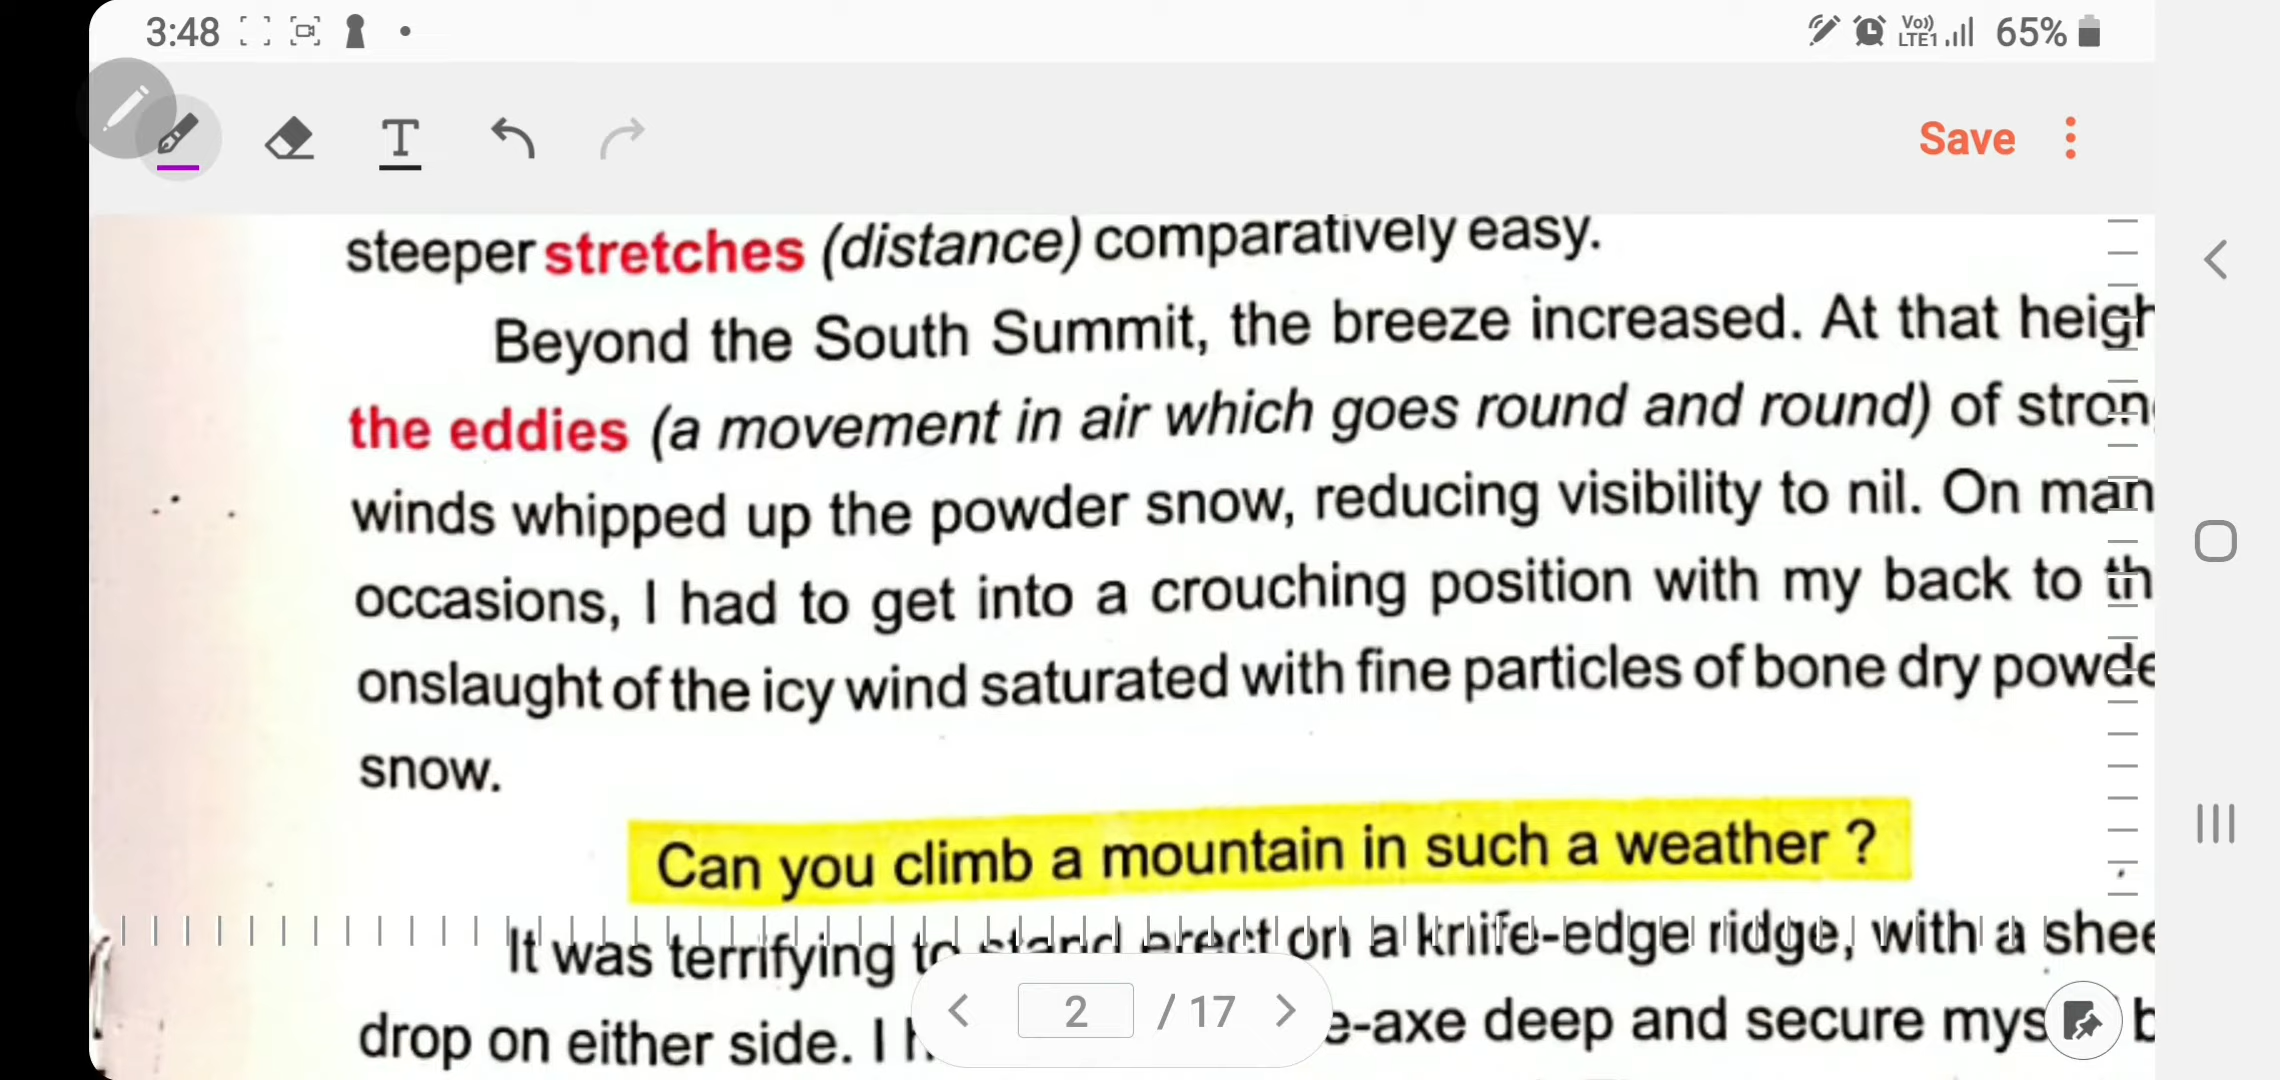 3:48
Vo)) LTE1 65%
T Save
steeper stretches (distance) comparatively easy.
Beyond the South Summit, the breeze increased. At that heigh
the eddies (a movement in air which goes round and round) of stron
winds whipped up the powder snow, reducing visibility to nil. On man
occasions, I had to get into a crouching position with my back to th
onslaught of the icy wind saturated with fine particles of bone dry powde
snow.
Can you climb a mountain in such a weather ?
It was terrifying to stand erect on a knife-edge ridge, with a shee
drop on either side. I h e-axe deep and secure mys b
2 / 17